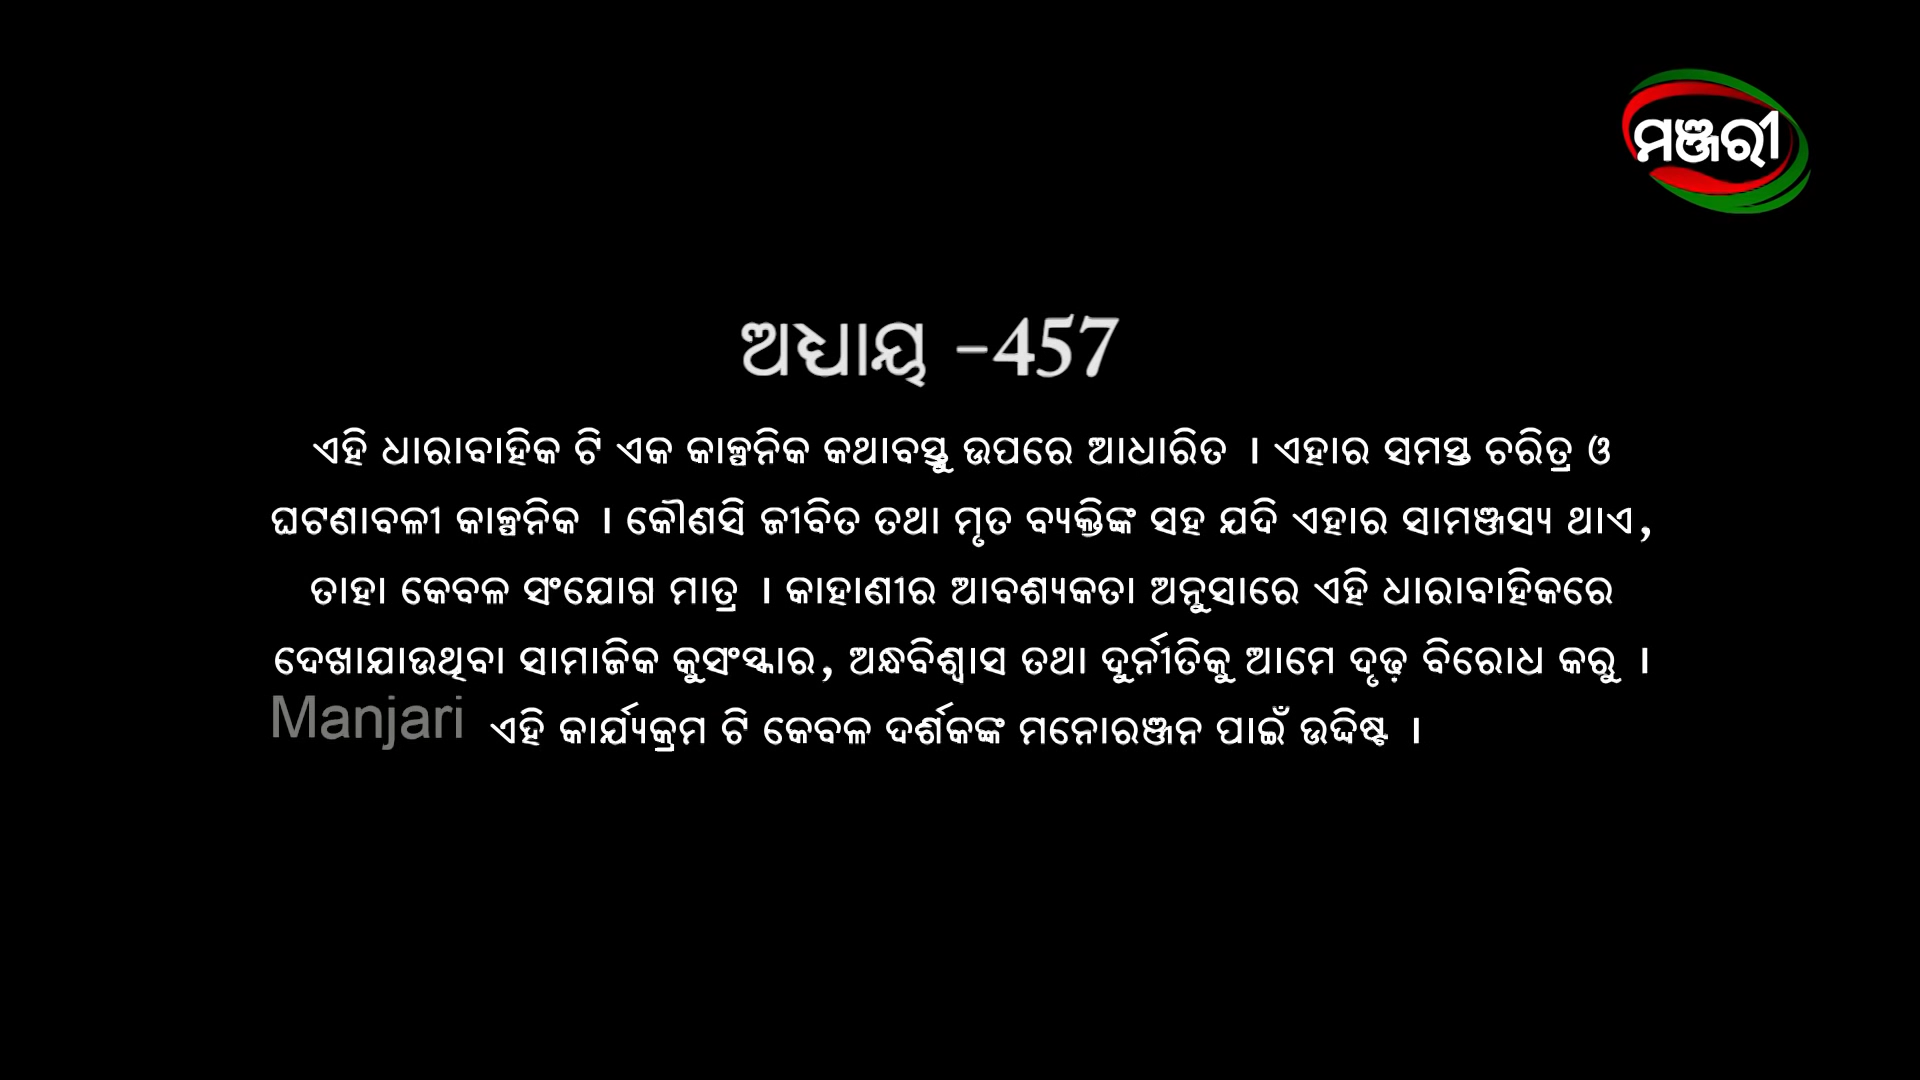 ମଞ୍ଜରୀ
ଅଧ୍ୟାୟ -457
ଏହି ଧାରାବାହିକ ଟି ଏକ କାଳ୍ପନିକ କଥାବସ୍ତୁ ଉପରେ ଆଧାରିତ । ଏହାର ସମସ୍ତ ଚରିତ୍ର ଓ
ଘଟଣାବଳୀ କାଳ୍ପନିକ । କୌଣସି ଜୀବିତ ତଥା ମୃତ ବ୍ୟକ୍ତିଙ୍କ ସହ ଯଦି ଏହାର ସାମଞ୍ଜସ୍ୟ ଥାଏ,
ତାହା କେବଳ ସଂଯୋଗ ମାତ୍ର । କାହାଣୀର ଆବଶ୍ୟକତା ଅନୁସାରେ ଏହି ଧାରାବାହିକରେ
ଦେଖାଯାଉଥିବା ସାମାଜିକ କୁସଂସ୍କାର, ଅନ୍ଧବିଶ୍ୱାସ ତଥା ଦୁର୍ନୀତିକୁ ଆମେ ଦୃଢ଼ ବିରୋଧ କରୁ ।
Manjari ଏହି କାର୍ଯ୍ୟକ୍ରମ ଟି କେବଳ ଦର୍ଶକଙ୍କ ମନୋରଞ୍ଜନ ପାଇଁ ଉଦ୍ଦିଷ୍ଟ ।